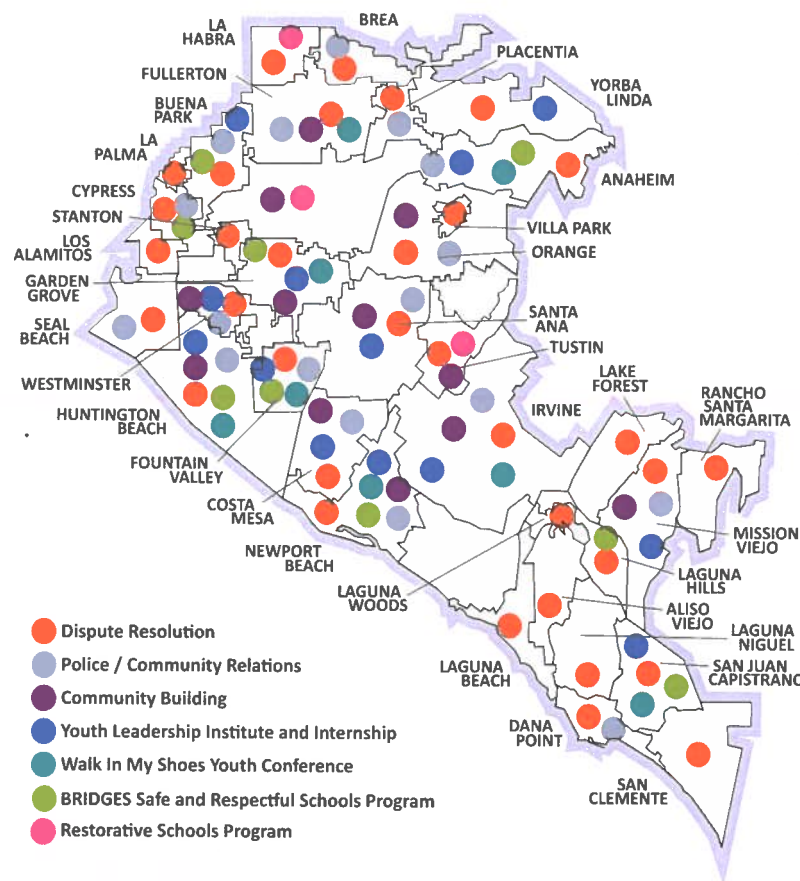 LA
HABRA
BREA
FULLERTON
PLACENTIA
BUENA
PARK
YORBA
LINDA
LA
PALMA
ANAHEIM
CYPRESS
STANTON
VILLA PARK
LOS
ALAMITOS
ORANGE
GARDEN
GROVE
SEAL
BEACH
SANTA
ANA
TUSTIN
WESTMINSTER
LAKE
FOREST
RANCHO
SANTA
MARGARITA
HUNTINGTON
BEACH
IRVINE
FOUNTAIN
VALLEY
COSTA
MESA
NEWPORT
BEACH
MISSION
VIEJO
LAGUNA
WOODS
LAGUNA
HILLS
ALISO
VIEJO
LAGUNA
NIGUEL
LAGUNA
BEACH
SAN JUAN
CAPISTRANO
DANA
POINT
SAN
CLEMENTE
Dispute Resolution
Police / Community Relations
Community Building
Youth Leadership Institute and Internship
Walk In My Shoes Youth Conference
BRIDGES Safe and Respectful Schools Program
Restorative Schools Program